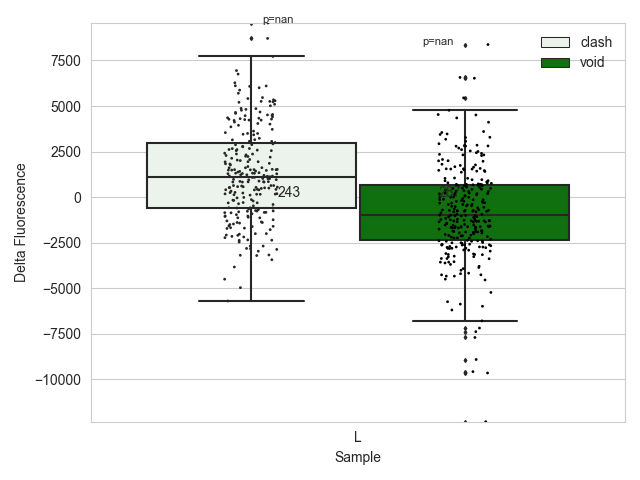 p=nan
p=nan
clash
void
7500
5000
2500
0
−2500
−5000
−7500
−10000
243
Delta Fluorescence
L
Sample